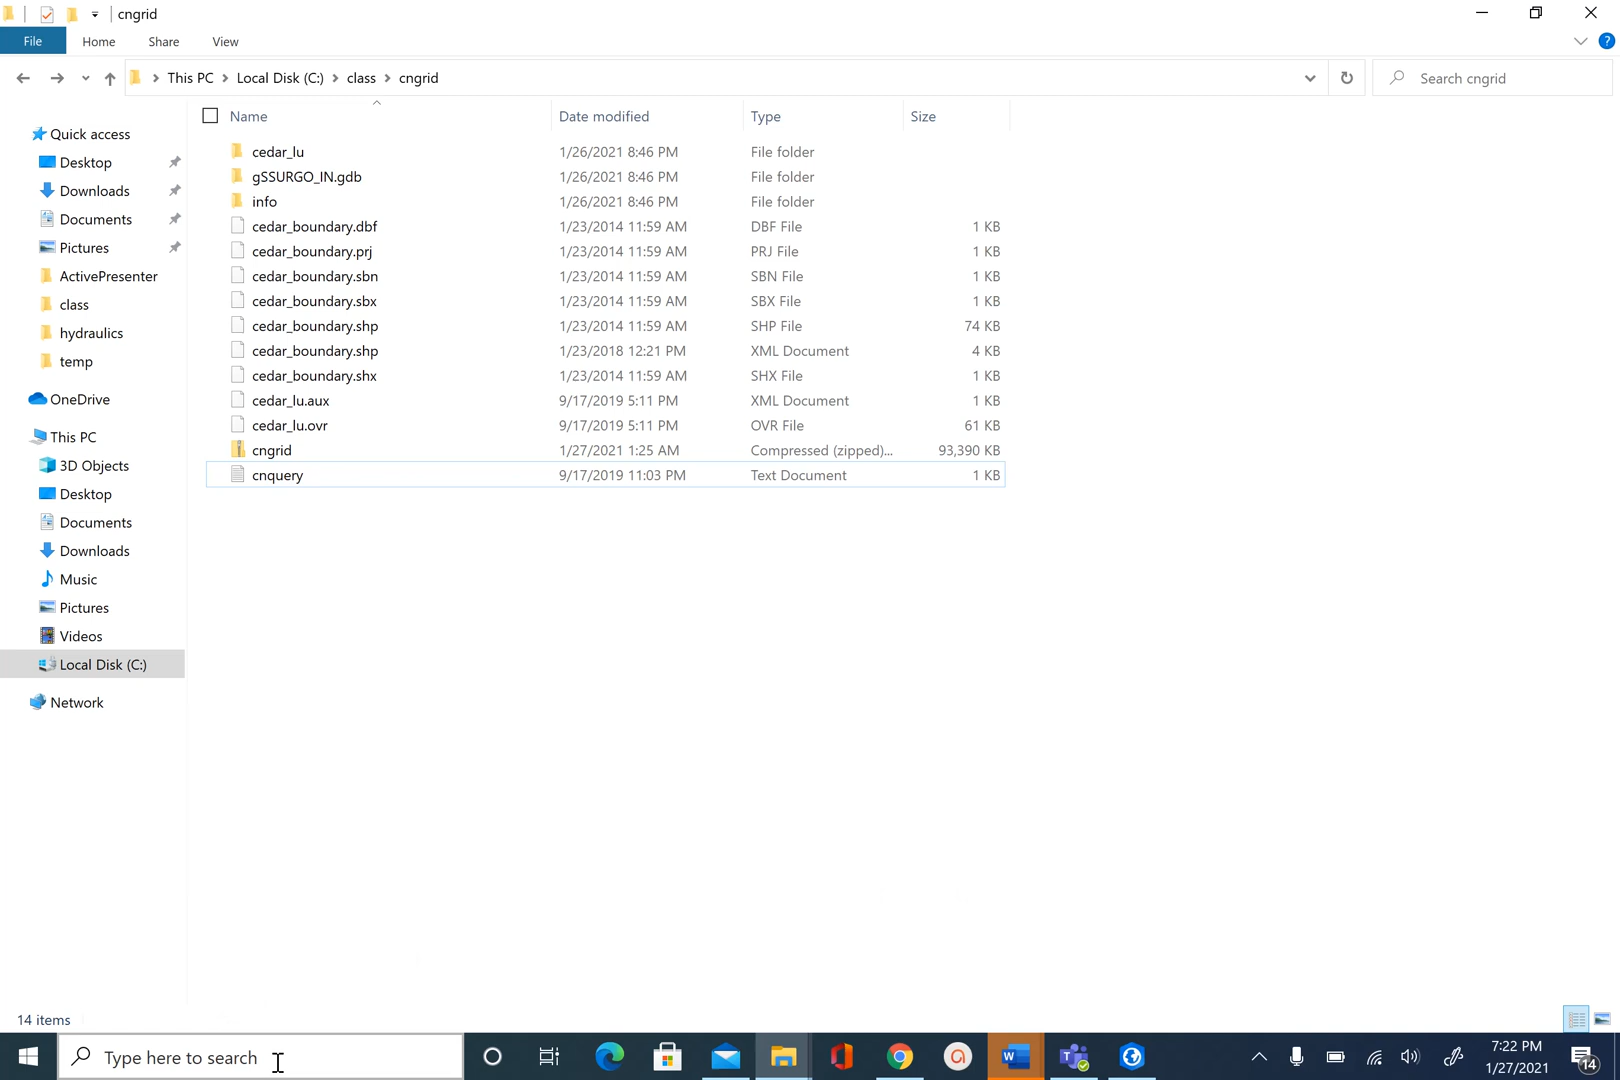 cngrid
File Home Share View
This PC Local Disk (C:) class cngrid Search cngrid
Name Date modified Type Size
Quick access
Desktop
Downloads
Documents
Pictures
ActivePresenter
class
hydraulics
temp
OneDrive
This PC
3D Objects
Desktop
Documents
Downloads
Music
Pictures
Videos
Local Disk (C:)
Network
cedar_lu 1/26/2021 8:46 PM File folder
gSSURGO_IN.gdb 1/26/2021 8:46 PM File folder
info 1/26/2021 8:46 PM File folder
cedar_boundary.dbf 1/23/2014 11:59 AM DBF File 1 KB
cedar_boundary.prj 1/23/2014 11:59 AM PRJ File 1 KB
cedar_boundary.sbn 1/23/2014 11:59 AM SBN File 1 KB
cedar_boundary.sbx 1/23/2014 11:59 AM SBX File 1 KB
cedar_boundary.shp 1/23/2014 11:59 AM SHP File 74 KB
cedar_boundary.shp 1/23/2018 12:21 PM XML Document 4 KB
cedar_boundary.shx 1/23/2014 11:59 AM SHX File 1 KB
cedar_lu.aux 9/17/2019 5:11 PM XML Document 1 KB
cedar_lu.ovr 9/17/2019 5:11 PM OVR File 61 KB
cngrid 1/27/2021 1:25 AM Compressed (zipped)... 93,390 KB
cnquery 9/17/2019 11:03 PM Text Document 1 KB
14 items
Type here to search
7:22 PM
1/27/2021
14